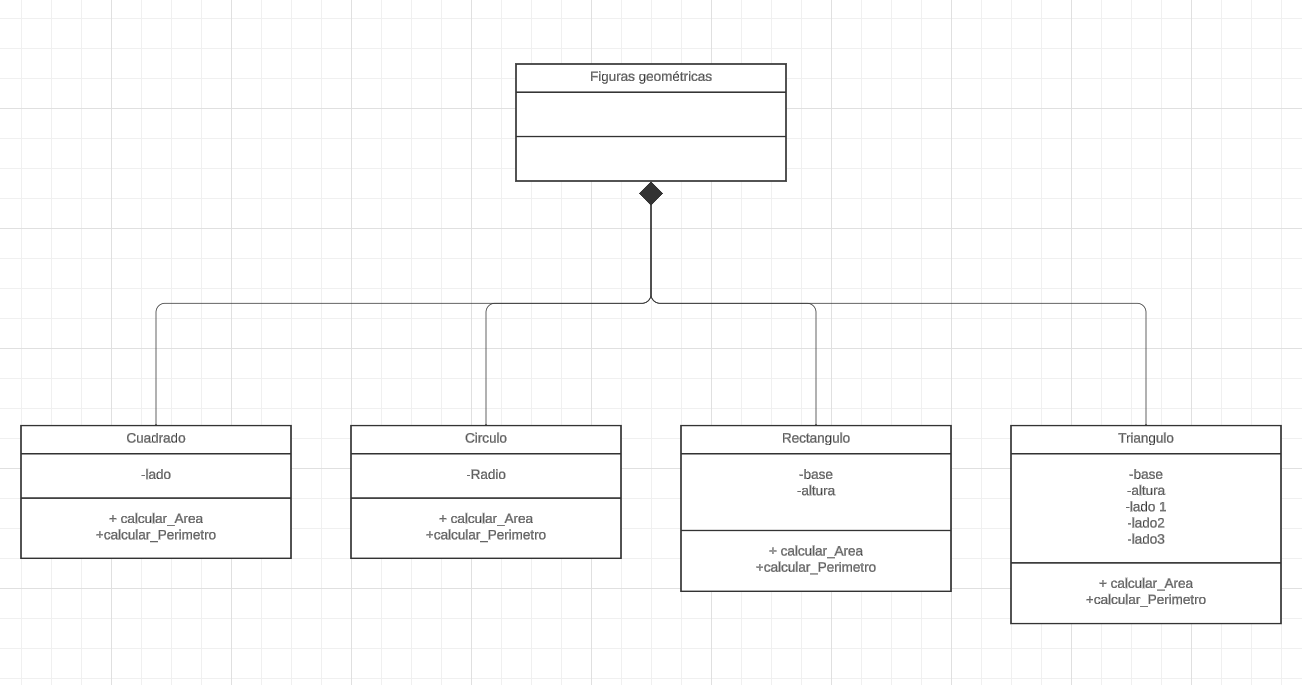 Figuras geométricas
Cuadrado
-lado
+ calcular_Area
+calcular_Perimetro
Circulo
-Radio
+ calcular_Area
+calcular_Perimetro
Rectangulo
-base
-altura
+ calcular_Area
+calcular_Perimetro
Triangulo
-base
-altura
-lado 1
-lado2
-lado3
+ calcular_Area
+calcular_Perimetro